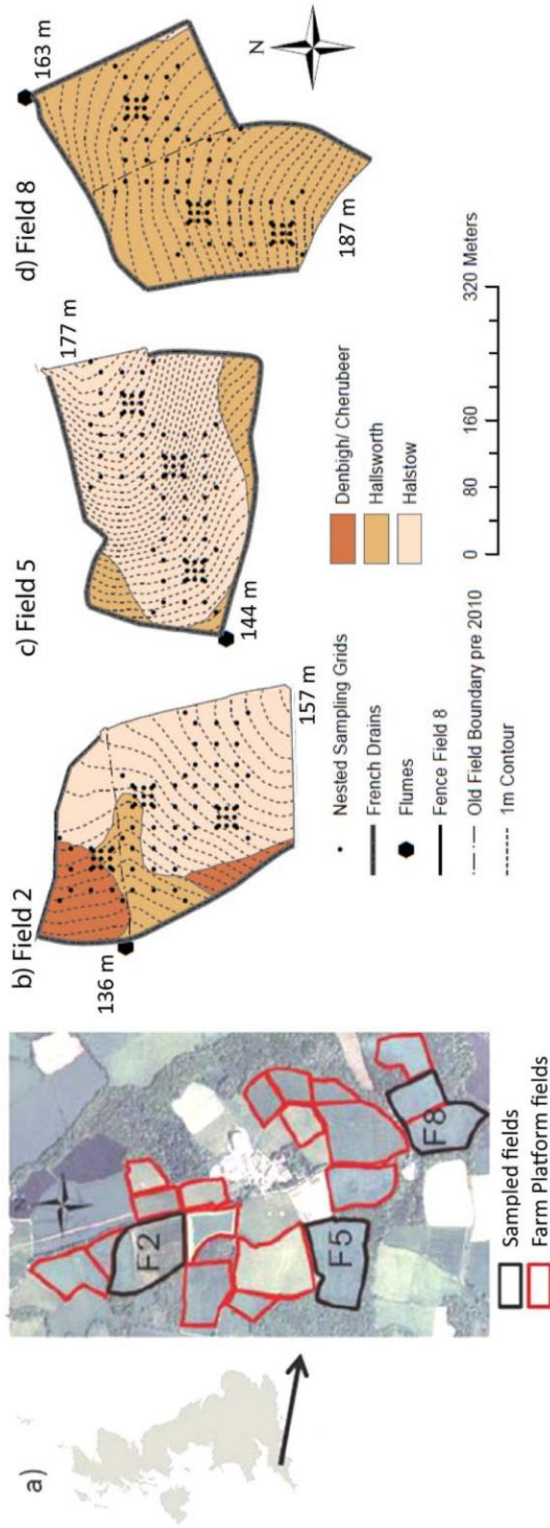 a)
F2
F5
F8
Sampled fields
Farm Platform fields
b) Field 2
136 m
157 m
c) Field 5
177 m
144 m
d) Field 8
163 m
187 m
N
Nested Sampling Grids
French Drains
Flumes
Fence Field 8
Old Field Boundary pre 2010
1m Contour
Denbigh/ Cherubeer
Hallsworth
Halstow
0 80 160 320 Meters